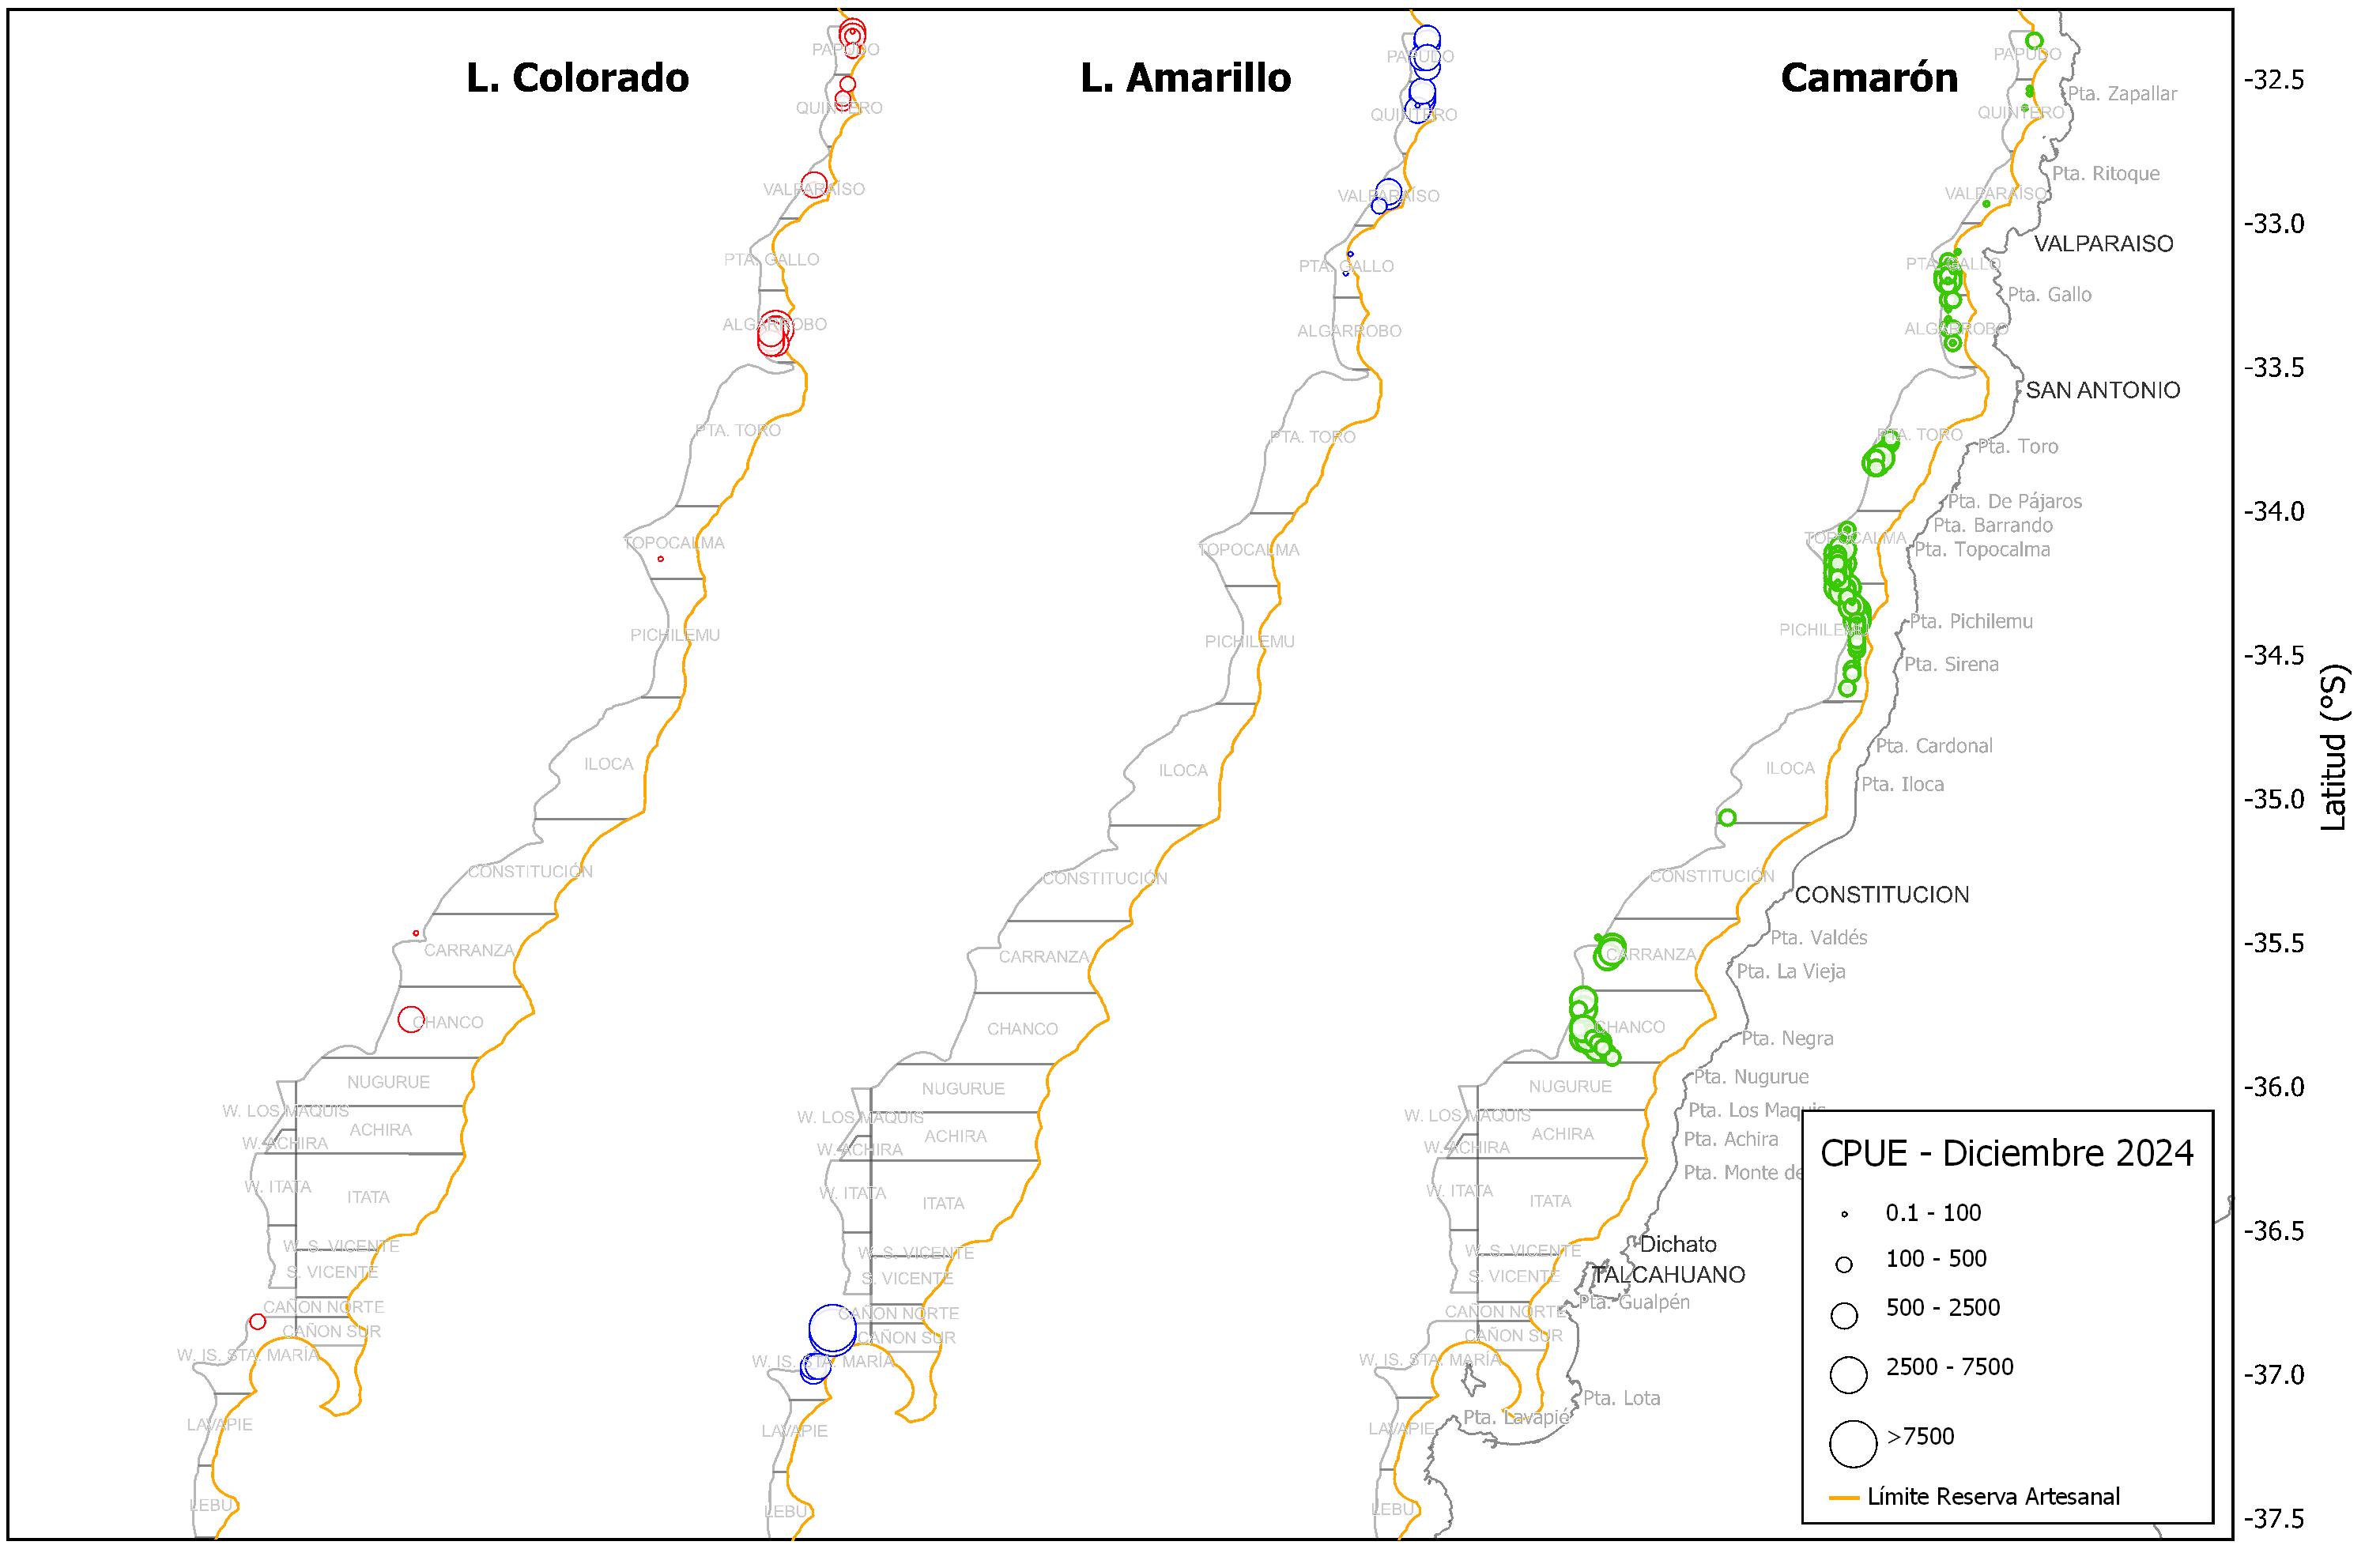 L. Colorado
PAPUDO
QUINTERO
VALPARAÍSO
PTA. GALLO
ALGARROBO
PTA. TORO
TOPOCALMA
PICHILEMU
ILOCA
CONSTITUCIÓN
CARRANZA
CHANCO
NUGURUE
W. LOS MAQUIS
ACHIRA
W. ACHIRA
W. ITATA
ITATA
W. S. VICENTE
S. VICENTE
CAÑON NORTE
CAÑON SUR
W. IS. STA. MARÍA
LAVAPIE
LEBU
L. Amarillo
PAPUDO
QUINTERO
VALPARAÍSO
PTA. GALLO
ALGARROBO
PTA. TORO
TOPOCALMA
PICHILEMU
ILOCA
CONSTITUCIÓN
CARRANZA
CHANCO
NUGURUE
W. LOS MAQUIS
ACHIRA
W. ACHIRA
W. ITATA
ITATA
W. S. VICENTE
S. VICENTE
CAÑON NORTE
CAÑON SUR
W. IS. STA. MARÍA
LAVAPIE
LEBU
Camarón
PAPUDO
QUINTERO
VALPARAÍSO
PTA. GALLO
ALGARROBO
PTA. TORO
TOPOCALMA
PICHILEMU
ILOCA
CONSTITUCIÓN
CARRANZA
CHANCO
NUGURUE
W. LOS MAQUIS
ACHIRA
W. ACHIRA
W. ITATA
ITATA
W. S. VICENTE
S. VICENTE
CAÑON NORTE
CAÑON SUR
W. IS. STA. MARÍA
LAVAPIE
LEBU
Pta. Zapallar
Pta. Ritoque
VALPARAISO
Pta. Gallo
SAN ANTONIO
Pta. Toro
Pta. De Pájaros
Pta. Barrando
Pta. Topocalma
Pta. Pichilemu
Pta. Sirena
Pta. Cardonal
Pta. Iloca
CONSTITUCION
Pta. Valdés
Pta. La Vieja
Pta. Negra
Pta. Nugurue
Pta. Los Maquis
Pta. Achira
Pta. Monte de
Dichato
TALCAHUANO
Pta. Gualpén
Pta. Lota
Pta. Lavapié
CPUE - Diciembre 2024
0.1 - 100
100 - 500
500 - 2500
2500 - 7500
>7500
Límite Reserva Artesanal
-32.5
-33.0
-33.5
-34.0
-34.5
-35.0
-35.5
-36.0
-36.5
-37.0
-37.5
Latitud (°S)